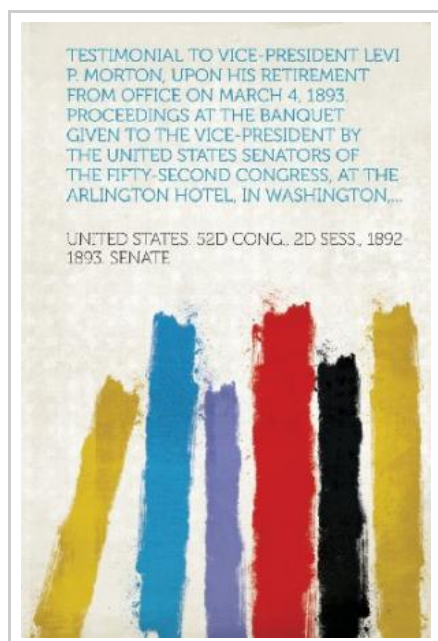 TESTIMONIAL TO VICE-PRESIDENT LEVI
P. MORTON, UPON HIS RETIREMENT
FROM OFFICE ON MARCH 4, 1893.
PROCEEDINGS AT THE BANQUET
GIVEN TO THE VICE-PRESIDENT BY
THE UNITED STATES SENATORS OF
THE FIFTY-SECOND CONGRESS, AT THE
ARLINGTON HOTEL, IN WASHINGTON,...
UNITED STATES. 52D CONG., 2D SESS., 1892-
1893. SENATE